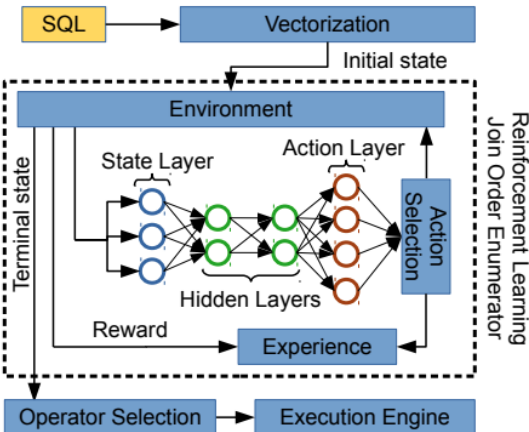 SQL
Vectorization
Initial state
Environment
State Layer
Action Layer
Hidden Layers
Action
Selection
Reward
Experience
Terminal state
Reinforcement Learning
Join Order Enumerator
Operator Selection
Execution Engine